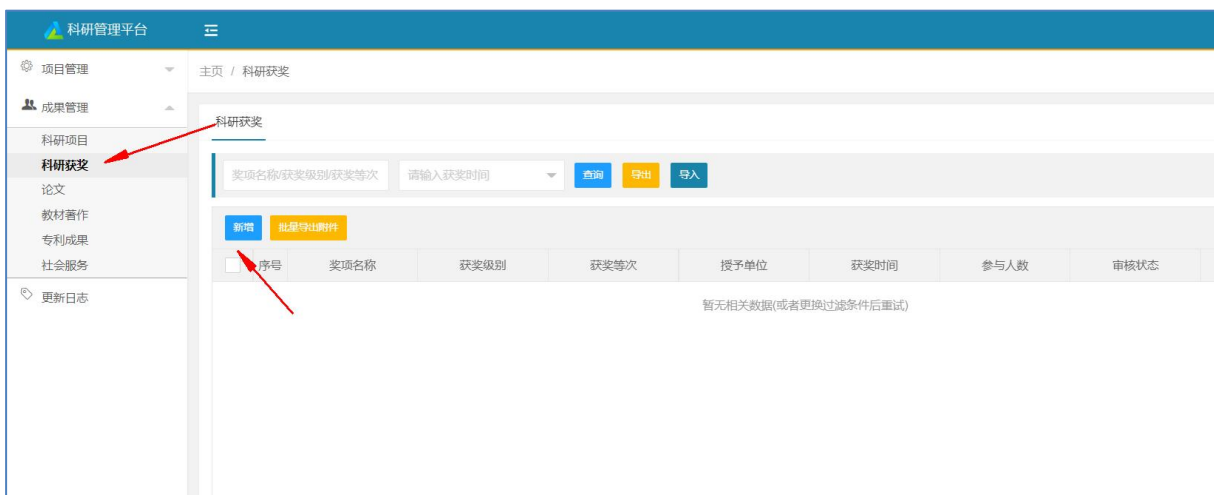 科研管理平台
项目管理
主页 / 科研获奖
成果管理
科研获奖
科研项目
科研获奖
奖项名称/获奖级别/获奖等次 请输入获奖时间 查询 导出 导入
论文
教材著作
新增 批量导出附件
专利成果
社会服务
序号 奖项名称 获奖级别 获奖等次 授予单位 获奖时间 参与人数 审核状态
更新日志
暂无相关数据(或者更换过滤条件后重试)